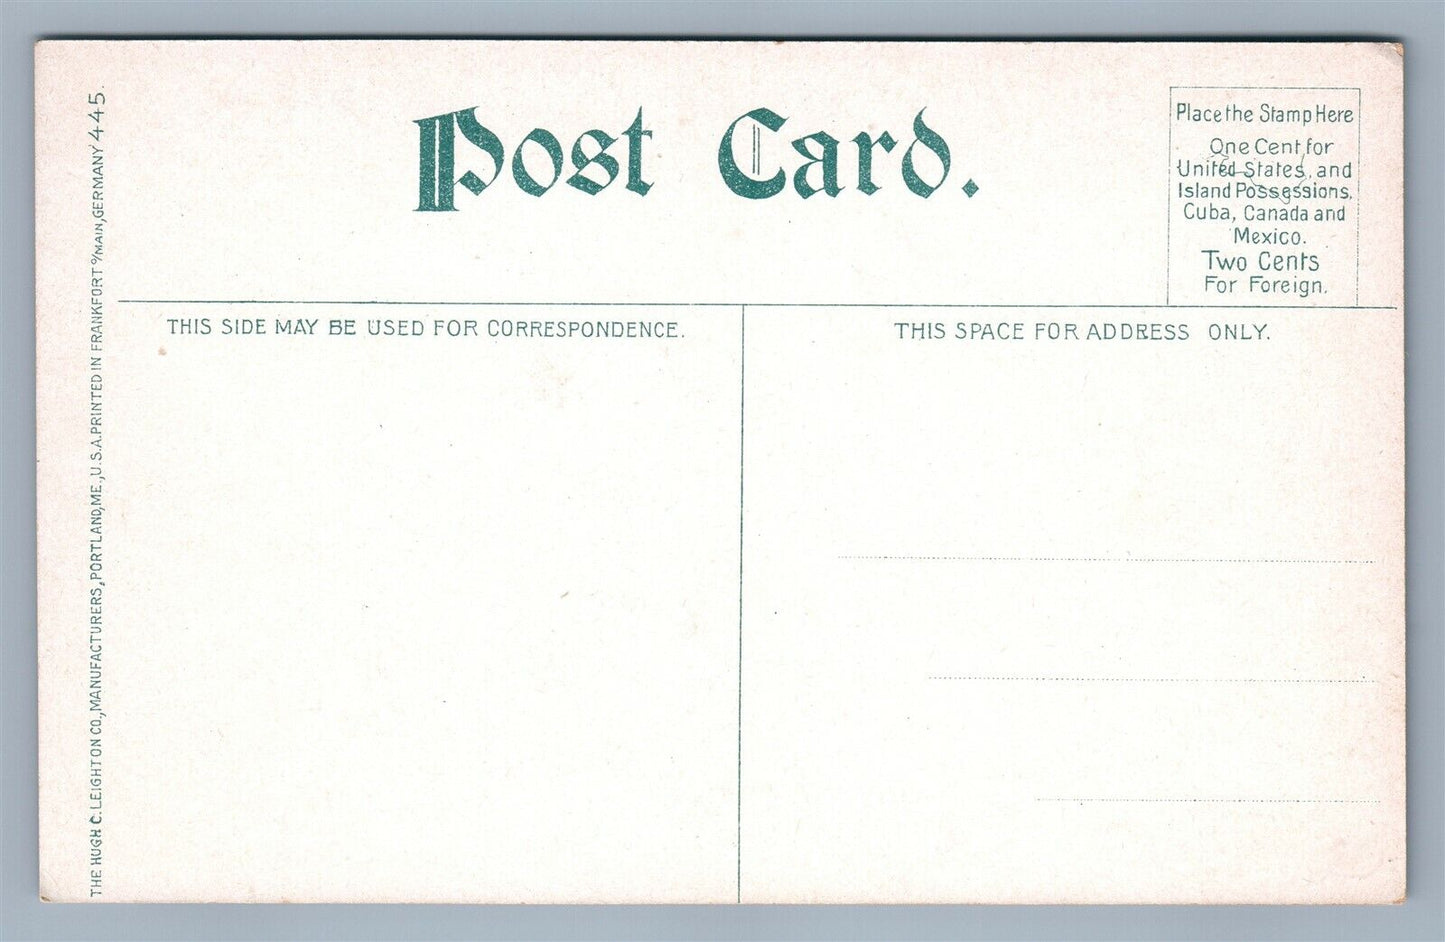 Post Card.
Place the Stamp Here
One Cent for
United States, and
Island Possessions,
Cuba, Canada and
Mexico.
Two Cents
For Foreign.
THIS SIDE MAY BE USED FOR CORRESPONDENCE.
THIS SPACE FOR ADDRESS ONLY.
THE HUGH C. LEIGHTON CO., MANUFACTURERS, PORTLAND, ME., U.S.A. PRINTED IN FRANKFORT o/MAIN, GERMANY 445.